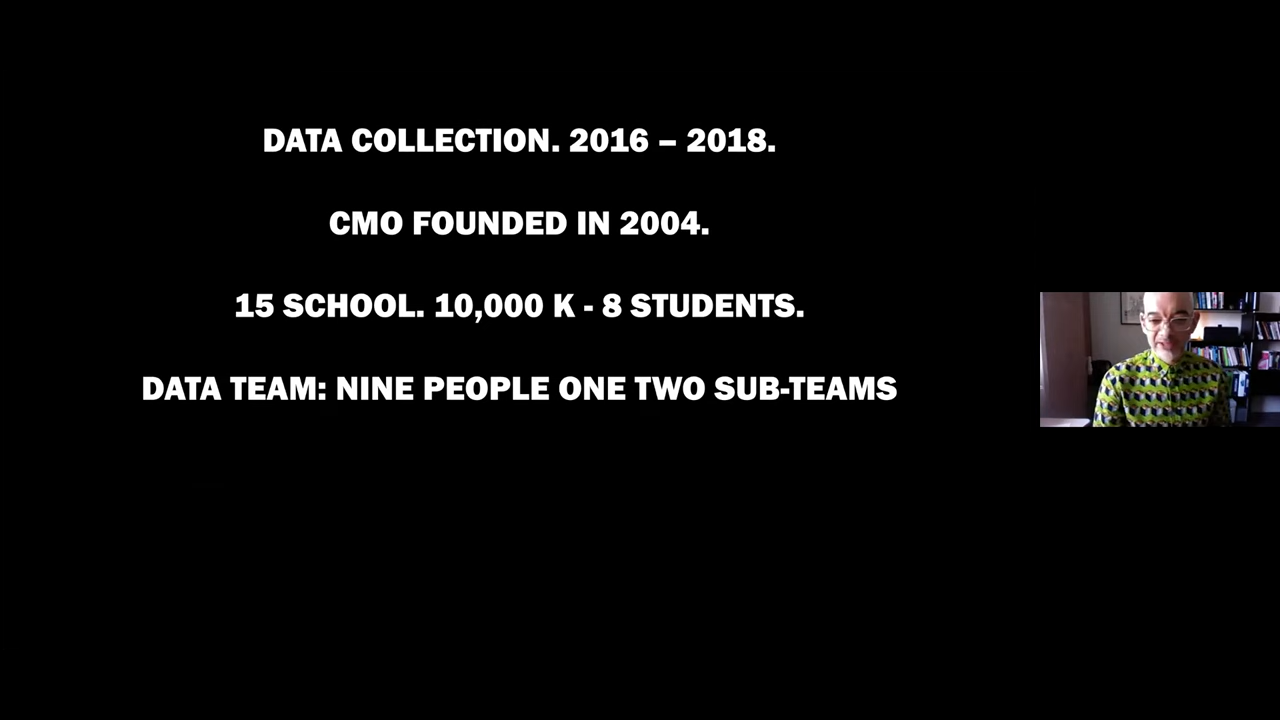 DATA COLLECTION. 2016 – 2018.
CMO FOUNDED IN 2004.
15 SCHOOL. 10,000 K - 8 STUDENTS.
DATA TEAM: NINE PEOPLE ONE TWO SUB-TEAMS